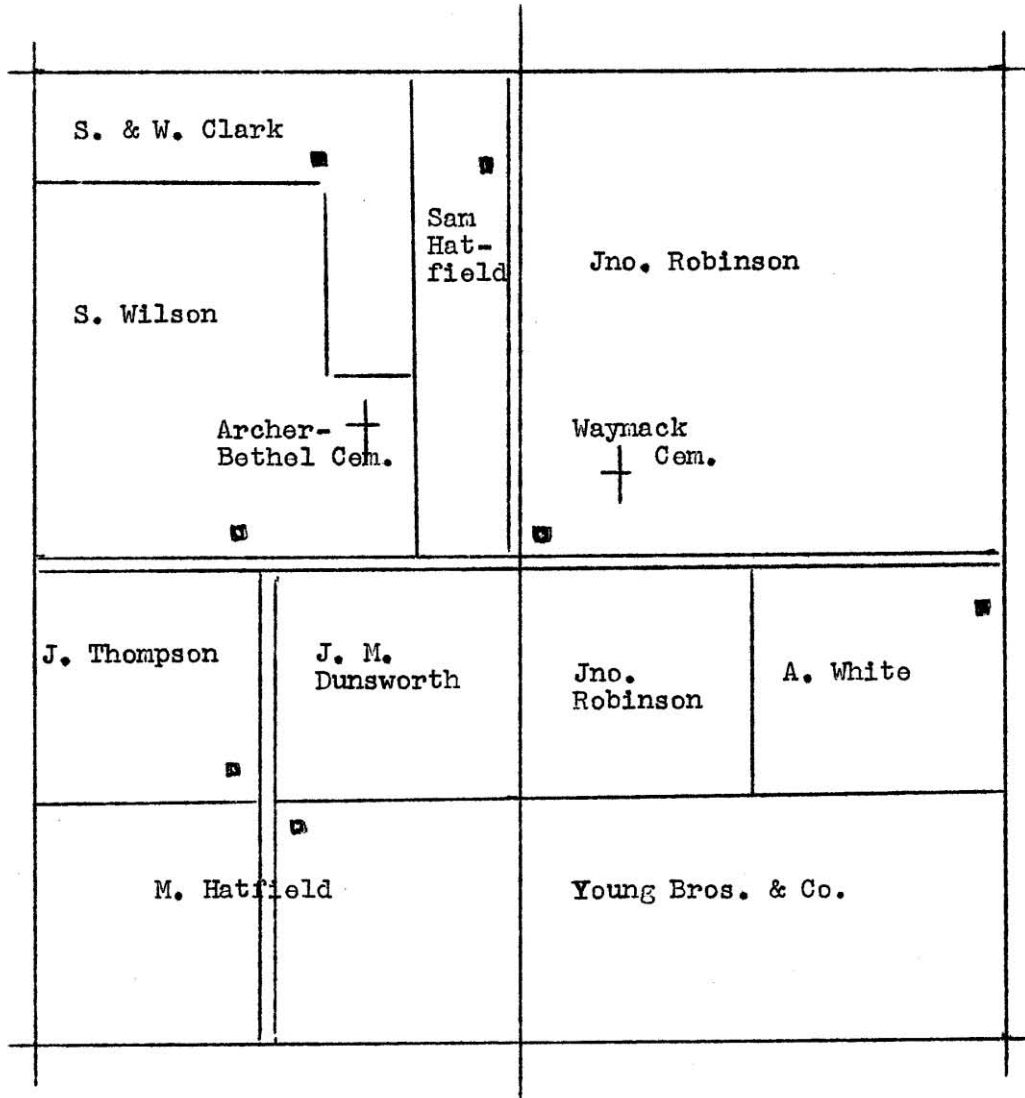 S. & W. Clark
Sam
Hat-
field
Jno. Robinson
S. Wilson
Archer-
Bethel Cem.
Waymack
Cem.
J. Thompson
J. M.
Dunsworth
Jno.
Robinson
A. White
M. Hatfield
Young Bros. & Co.